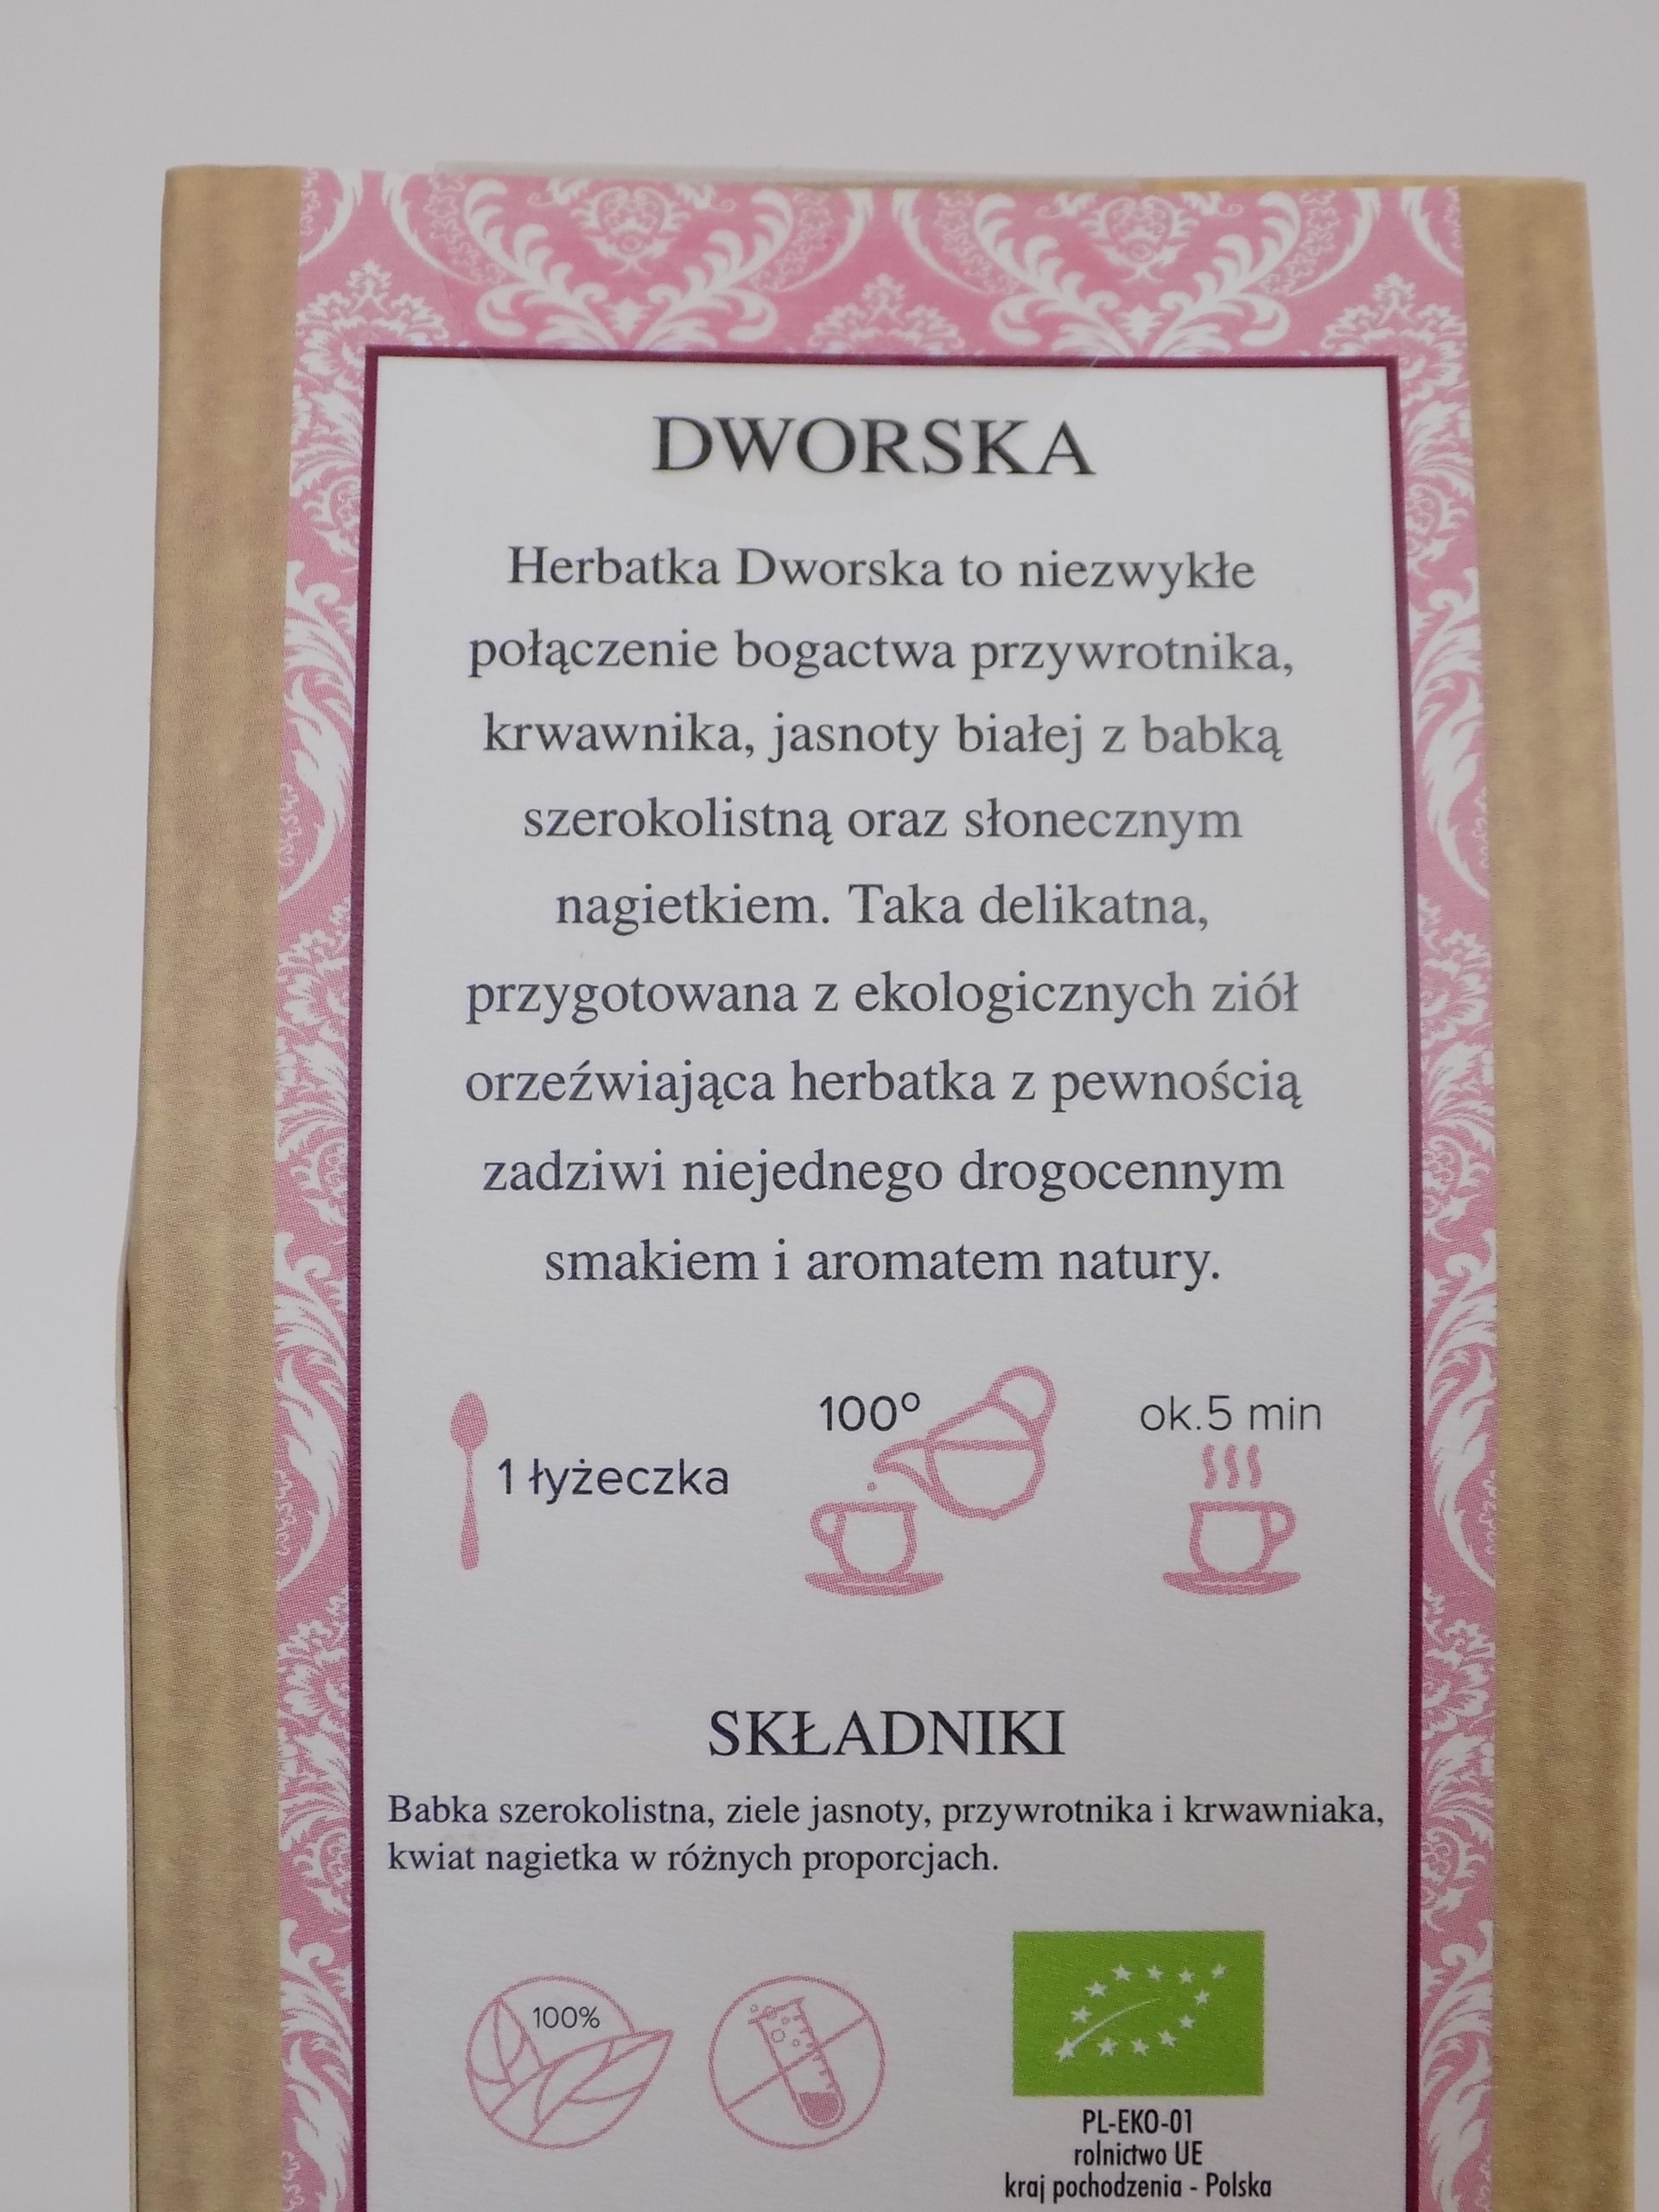 DWORSKA
Herbatka Dworska to niezwykłe
połączenie bogactwa przywrotnika,
krwawnika, jasnoty białej z babką
szerokolistną oraz słonecznym
nagietkiem. Taka delikatna,
przygotowana z ekologicznych ziół
orzeźwiająca herbatka z pewnością
zadziwi niejednego drogocennym
smakiem i aromatem natury.
1 łyżeczka
100°
ok.5 min
SKŁADNIKI
Babka szerokolistna, ziele jasnoty, przywrotnika i krwawniaka,
kwiat nagietka w różnych proporcjach.
100%
PL-EKO-01
rolnictwo UE
kraj pochodzenia - Polska